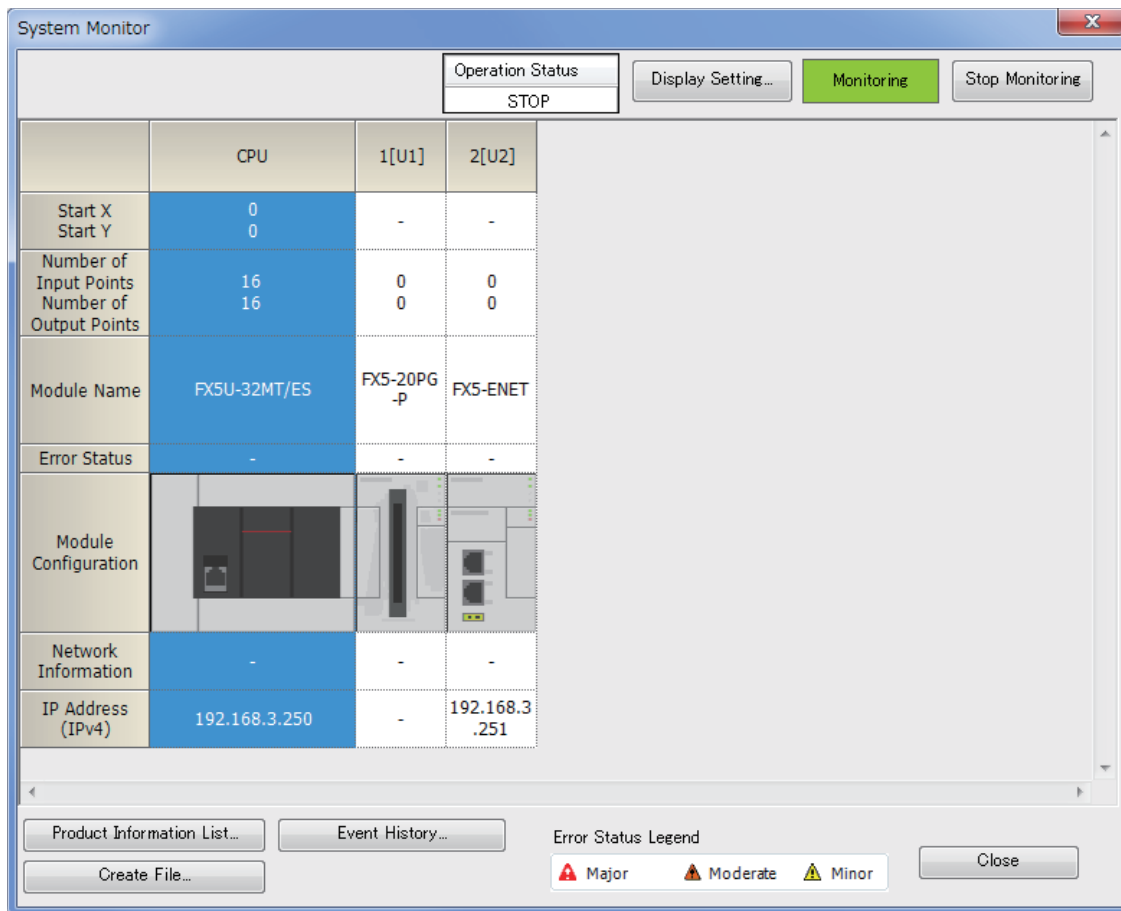 System Monitor
Operation Status
STOP
Display Setting...
Monitoring
Stop Monitoring
CPU 1[U1] 2[U2]
Start X 0 - -
Start Y 0
Number of
Input Points 16 0 0
Number of 16 0 0
Output Points
Module Name FX5U-32MT/ES FX5-20PG
-P FX5-ENET
Error Status - - -
Module
Configuration
Network
Information - - -
IP Address
(IPv4) 192.168.3.250 - 192.168.3
.251
Product Information List...
Event History...
Create File...
Error Status Legend
Major Moderate Minor
Close